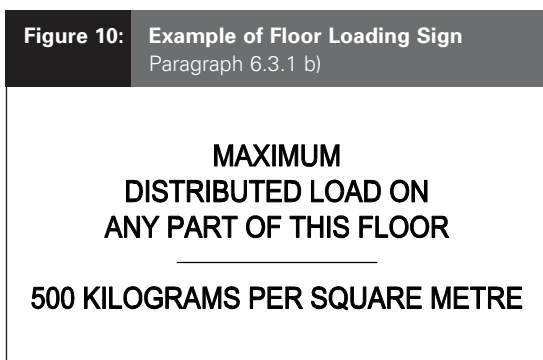 Figure 10: Example of Floor Loading Sign
Paragraph 6.3.1 b)
MAXIMUM
DISTRIBUTED LOAD ON
ANY PART OF THIS FLOOR
500 KILOGRAMS PER SQUARE METRE